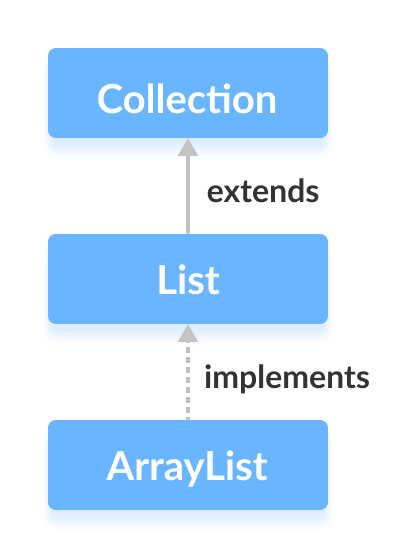 Collection
extends
List
implements
ArrayList